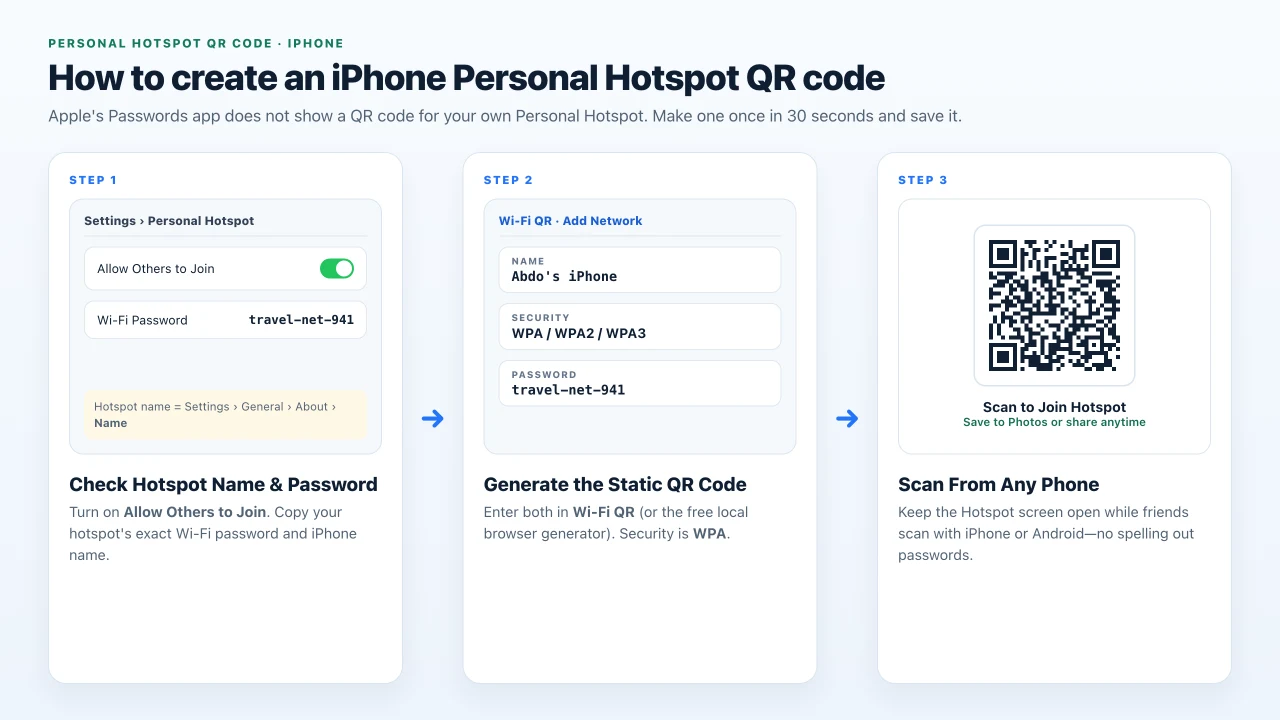 PERSONAL HOTSPOT QR CODE · IPHONE
How to create an iPhone Personal Hotspot QR code
Apple's Passwords app does not show a QR code for your own Personal Hotspot. Make one once in 30 seconds and save it.
STEP 1
Settings › Personal Hotspot
Allow Others to Join
Wi-Fi Password travel-net-941
Hotspot name = Settings › General › About ›
Name
Check Hotspot Name & Password
Turn on Allow Others to Join. Copy your
hotspot's exact Wi-Fi password and iPhone
name.
STEP 2
Wi-Fi QR · Add Network
NAME
Abdo's iPhone
SECURITY
WPA / WPA2 / WPA3
PASSWORD
travel-net-941
Generate the Static QR Code
Enter both in Wi-Fi QR (or the free local
browser generator). Security is WPA.
STEP 3
Scan to Join Hotspot
Save to Photos or share anytime
Scan From Any Phone
Keep the Hotspot screen open while friends
scan with iPhone or Android—no spelling out
passwords.